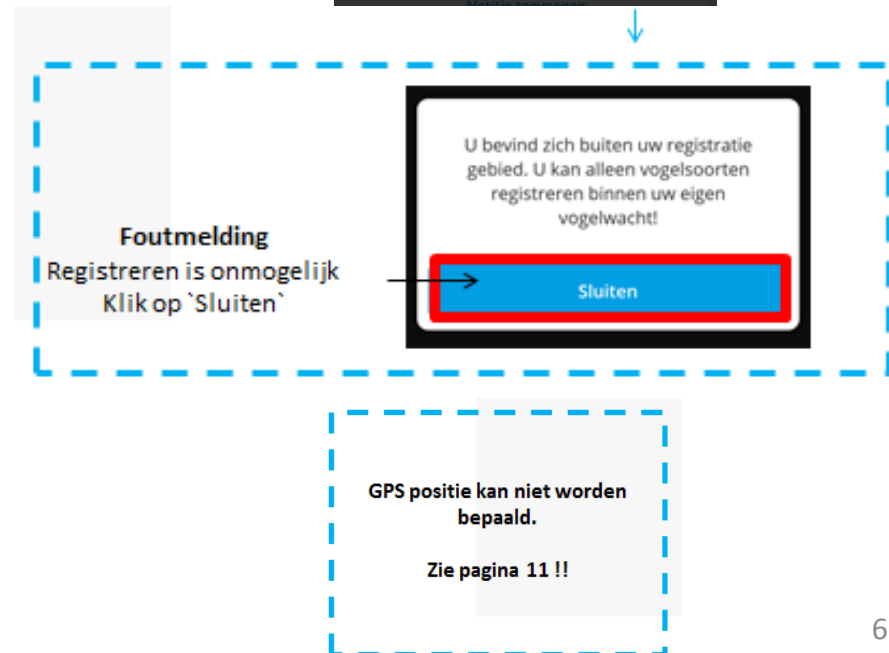 Foutmelding
Registreren is onmogelijk
Klik op `Sluiten`
U bevind zich buiten uw registratie
gebied. U kan alleen vogelsoorten
registreren binnen uw eigen
vogelwacht!
Sluiten
GPS positie kan niet worden
bepaald.
Zie pagina 11 !!
6